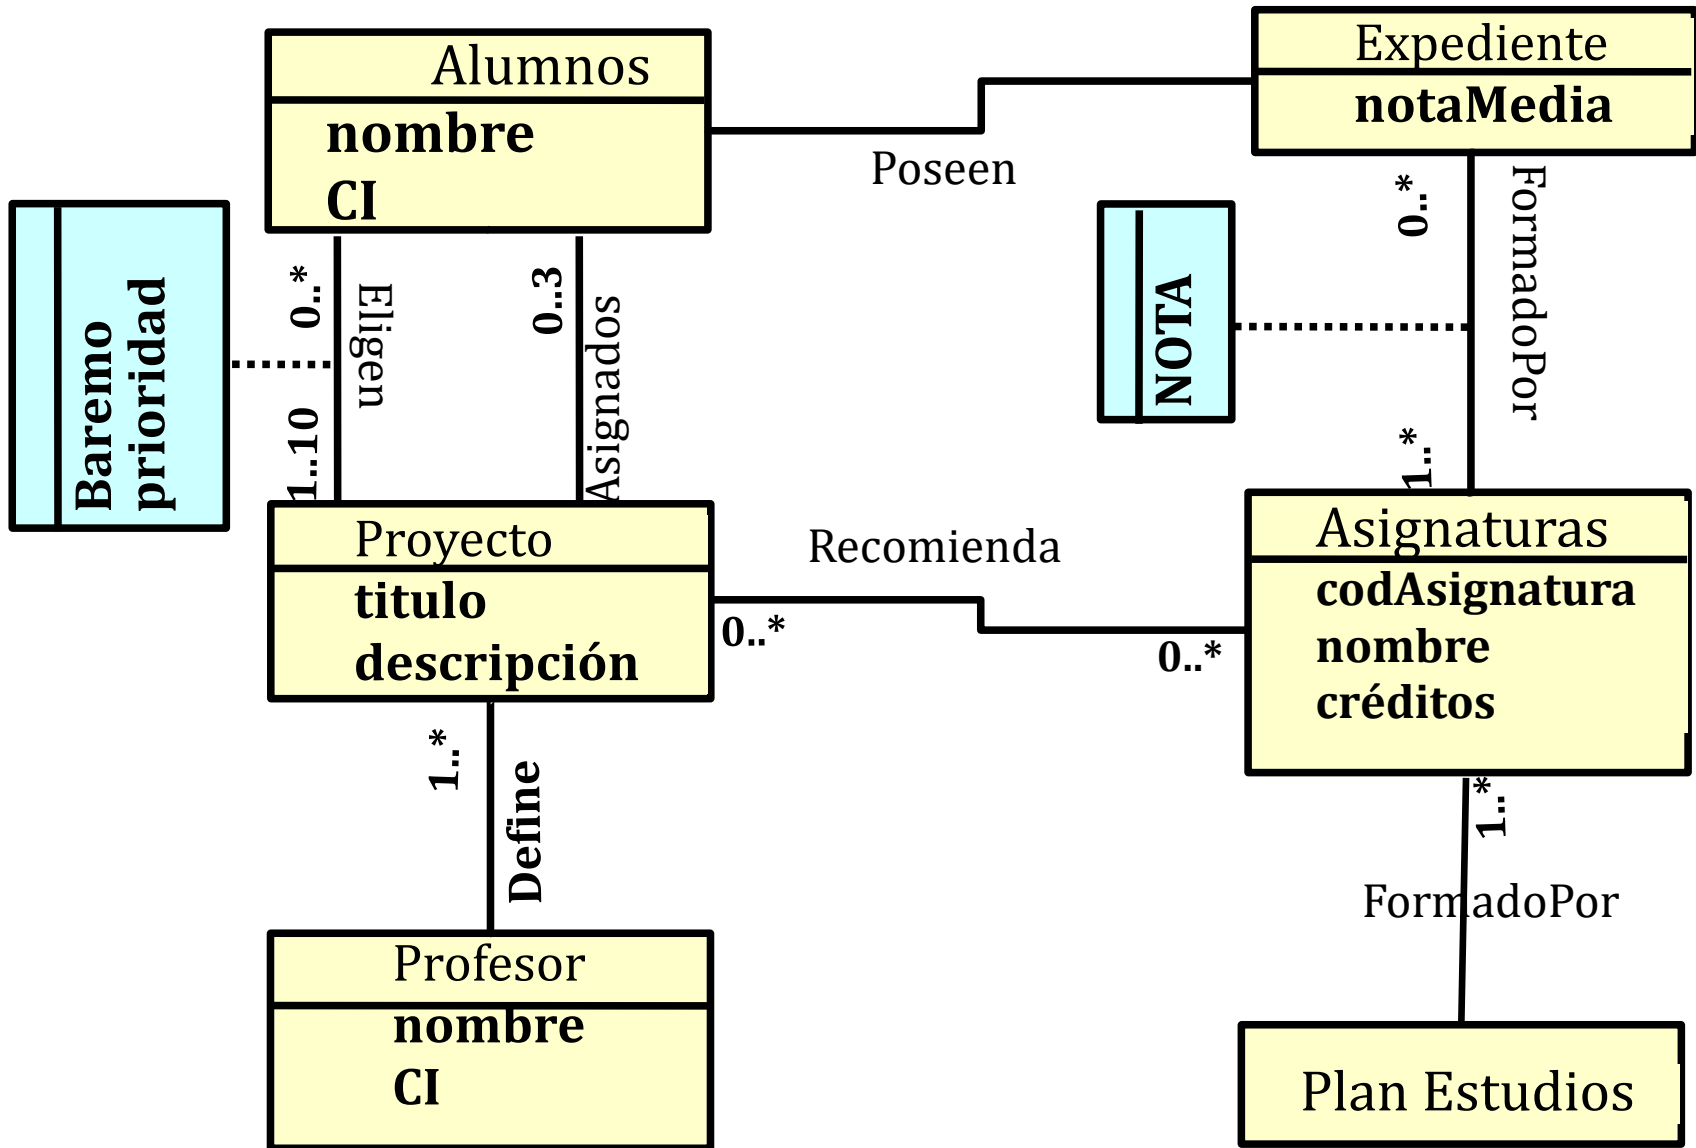 Alumnos
nombre
CI
Expediente
notaMedia
Poseen
Baremo
prioridad
0..*
Eligen
1..10
0..3
Asignados
NOTA
0..*
FormadoPor
1..*
Proyecto
titulo
descripción
Recomienda
0..*
0..*
Asignaturas
codAsignatura
nombre
créditos
1..*
Define
1..*
FormadoPor
Profesor
nombre
CI
Plan Estudios